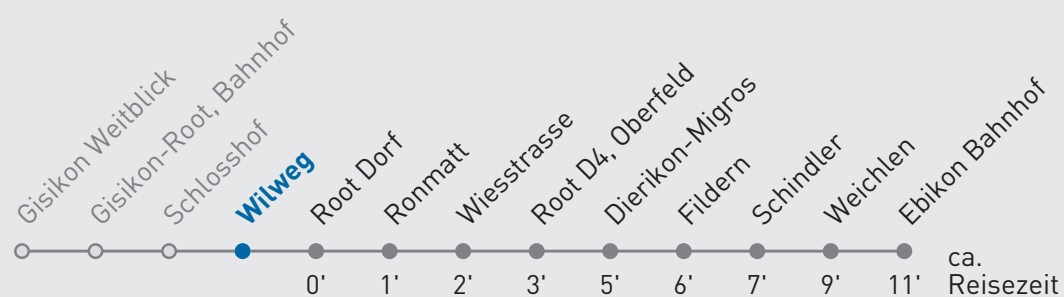 Gisikon Weitblick
Gisikon-Root, Bahnhof
Schlosshof
Wilweg
Root Dorf
Ronmatt
Wiesstrasse
Root D4, Oberfeld
Dierikon-Migros
Fildern
Schindler
Weichlen
Ebikon Bahnhof
0' 1' 2' 3' 5' 6' 7' 9' 11'
ca.
Reisezeit